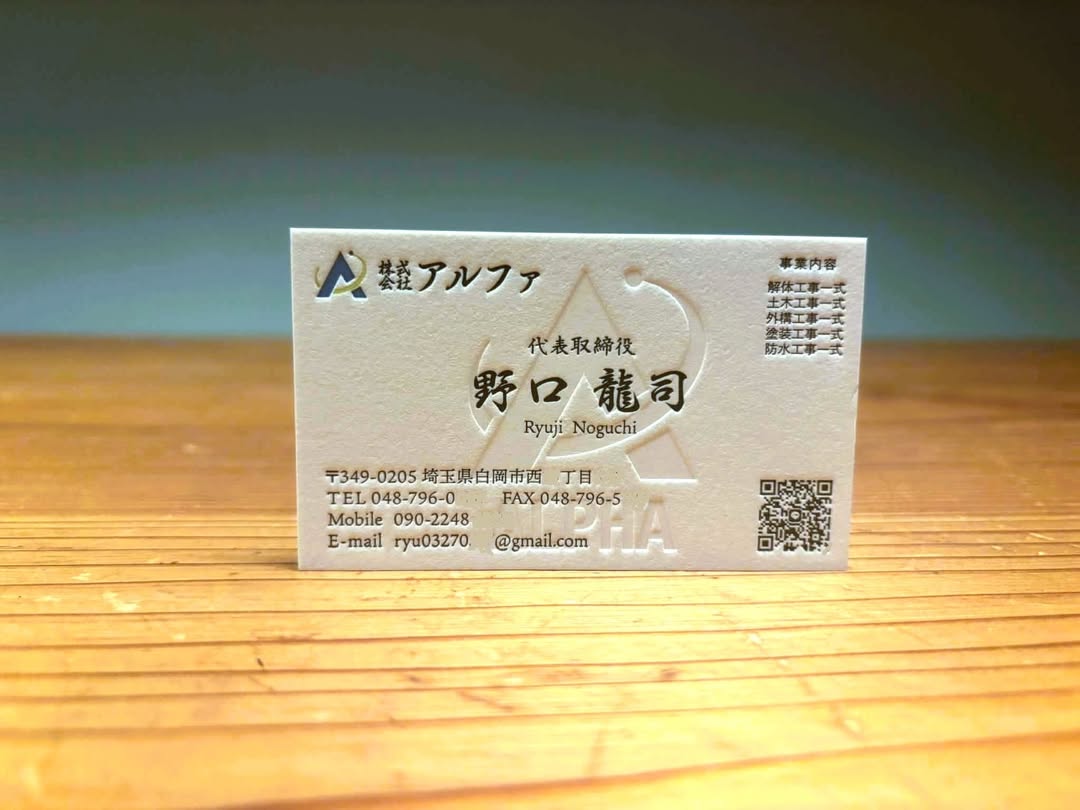 株式会社アルファ
事業内容
解体工事一式
土木工事一式
外構工事一式
塗装工事一式
防水工事一式
代表取締役
野口 龍司
Ryuji Noguchi
〒349-0205 埼玉県白岡市西 丁目
TEL 048-796-0 FAX 048-796-5
Mobile 090-2248
E-mail ryu03270 @gmail.com
ALPHA